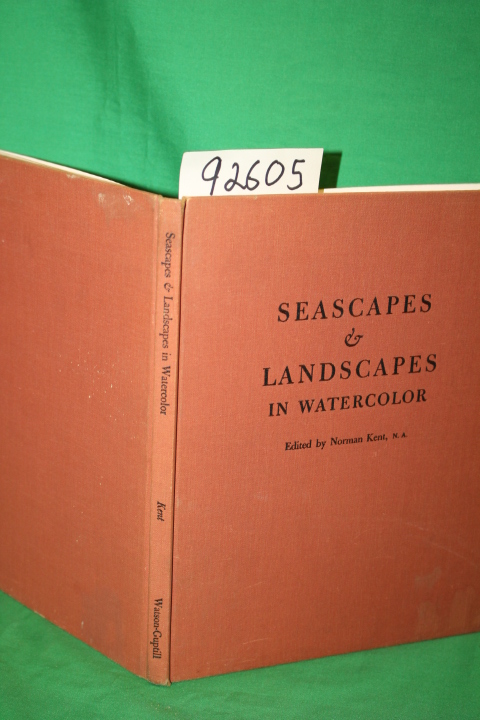 92605
Seascapes & Landscapes in Watercolor
Kent
Watson-Guptill
SEASCAPES
&
LANDSCAPES
IN WATERCOLOR
Edited by Norman Kent, N. A.